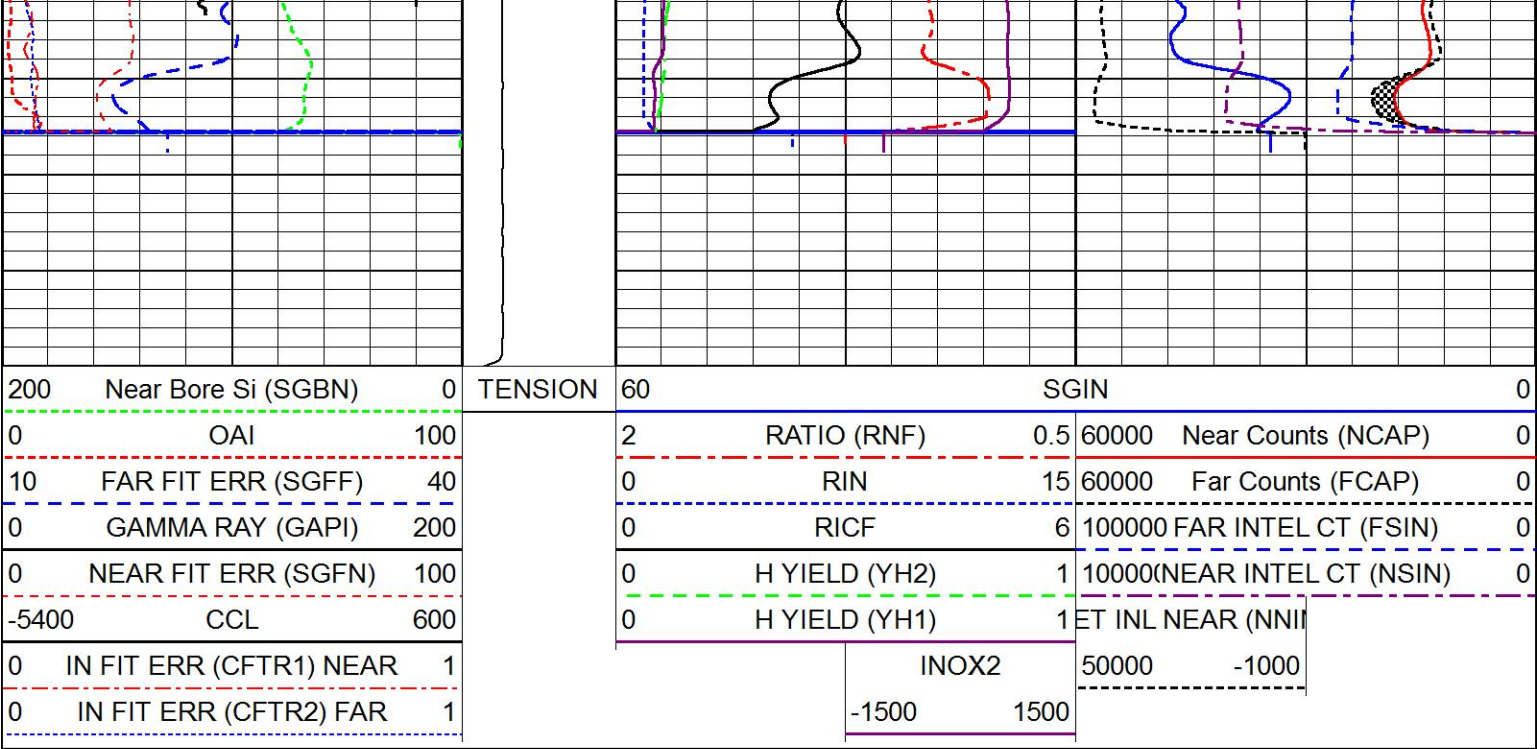 200 Near Bore Si (SGBN) 0 TENSION 60 SGIN 0
0 OAI 100 2 RATIO (RNF) 0.5 60000 Near Counts (NCAP) 0
10 FAR FIT ERR (SGFF) 40 0 RIN 15 60000 Far Counts (FCAP) 0
0 GAMMA RAY (GAPI) 200 0 RICF 6 100000 FAR INTEL CT (FSIN) 0
0 NEAR FIT ERR (SGFN) 100 0 H YIELD (YH2) 1 10000(NEAR INTEL CT (NSIN) 0
-5400 CCL 600 0 H YIELD (YH1) 1 ET INL NEAR (NNII
0 IN FIT ERR (CFTR1) NEAR 1 INOX2 50000 -1000
0 IN FIT ERR (CFTR2) FAR 1 -1500 1500